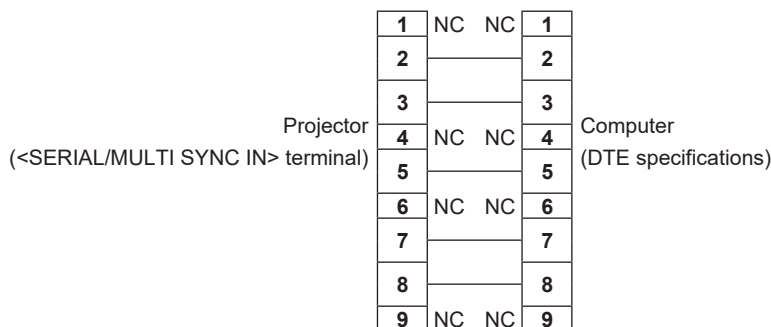 1 NC NC 1
2 2
3 3
Projector
(<SERIAL/MULTI SYNC IN> terminal)
4 NC NC 4
Computer
(DTE specifications)
5 5
6 NC NC 6
7 7
8 8
9 NC NC 9